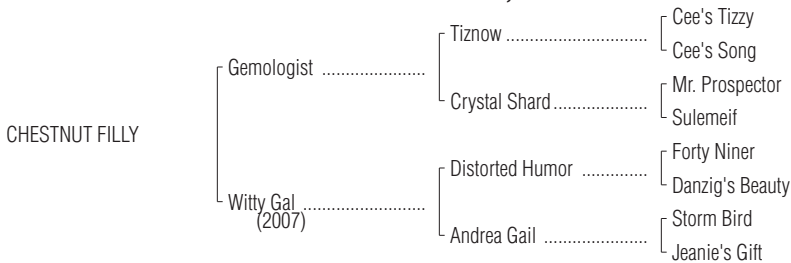 Cee's Tizzy
Tiznow ..............................
Cee's Song
Gemologist ......................
Mr. Prospector
Crystal Shard....................
Sulemeif
CHESTNUT FILLY
Forty Niner
Distorted Humor ..............
Danzig's Beauty
Witty Gal ..........................
(2007)
Storm Bird
Andrea Gail ......................
Jeanie's Gift